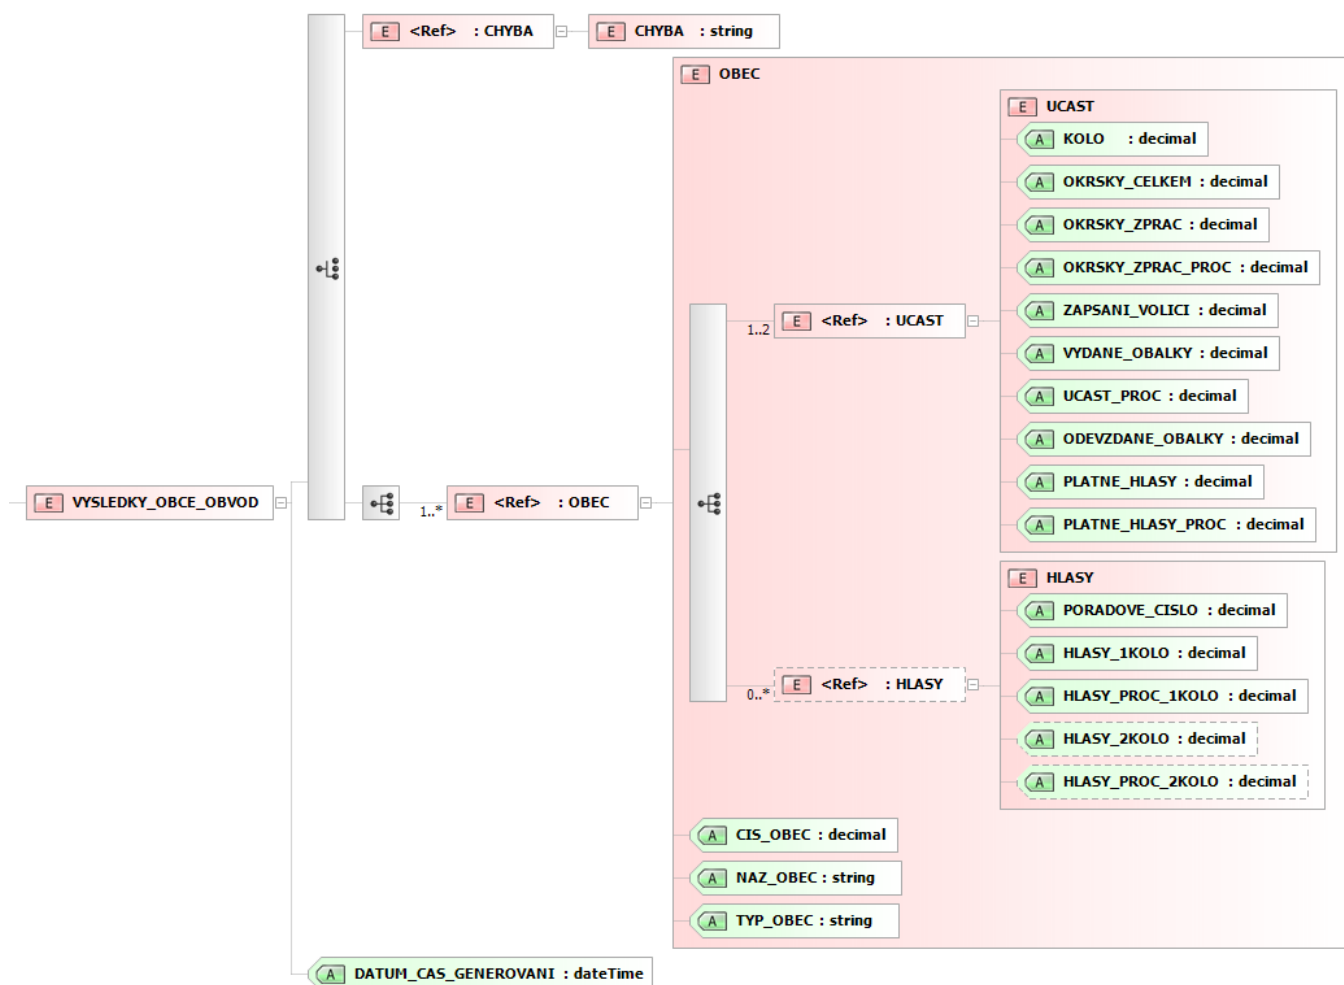 E <Ref> : CHYBA
E CHYBA : string
E OBEC
E UCAST
A KOLO : decimal
A OKRSKY_CELKEM : decimal
A OKRSKY_ZPRAC : decimal
A OKRSKY_ZPRAC_PROC : decimal
A ZAPSANI_VOLICI : decimal
1..2 E <Ref> : UCAST
A VYDANE_OBALKY : decimal
A UCAST_PROC : decimal
A ODEVZDANE_OBALKY : decimal
A PLATNE_HLASY : decimal
A PLATNE_HLASY_PROC : decimal
E VYSLEDKY_OBCE_OBVOD
1..* E <Ref> : OBEC
E HLASY
A PORADOVE_CISLO : decimal
A HLASY_1KOLO : decimal
0..* E <Ref> : HLASY
A HLASY_PROC_1KOLO : decimal
A HLASY_2KOLO : decimal
A HLASY_PROC_2KOLO : decimal
A CIS_OBEC : decimal
A NAZ_OBEC : string
A TYP_OBEC : string
A DATUM_CAS_GENEROVANI : dateTime